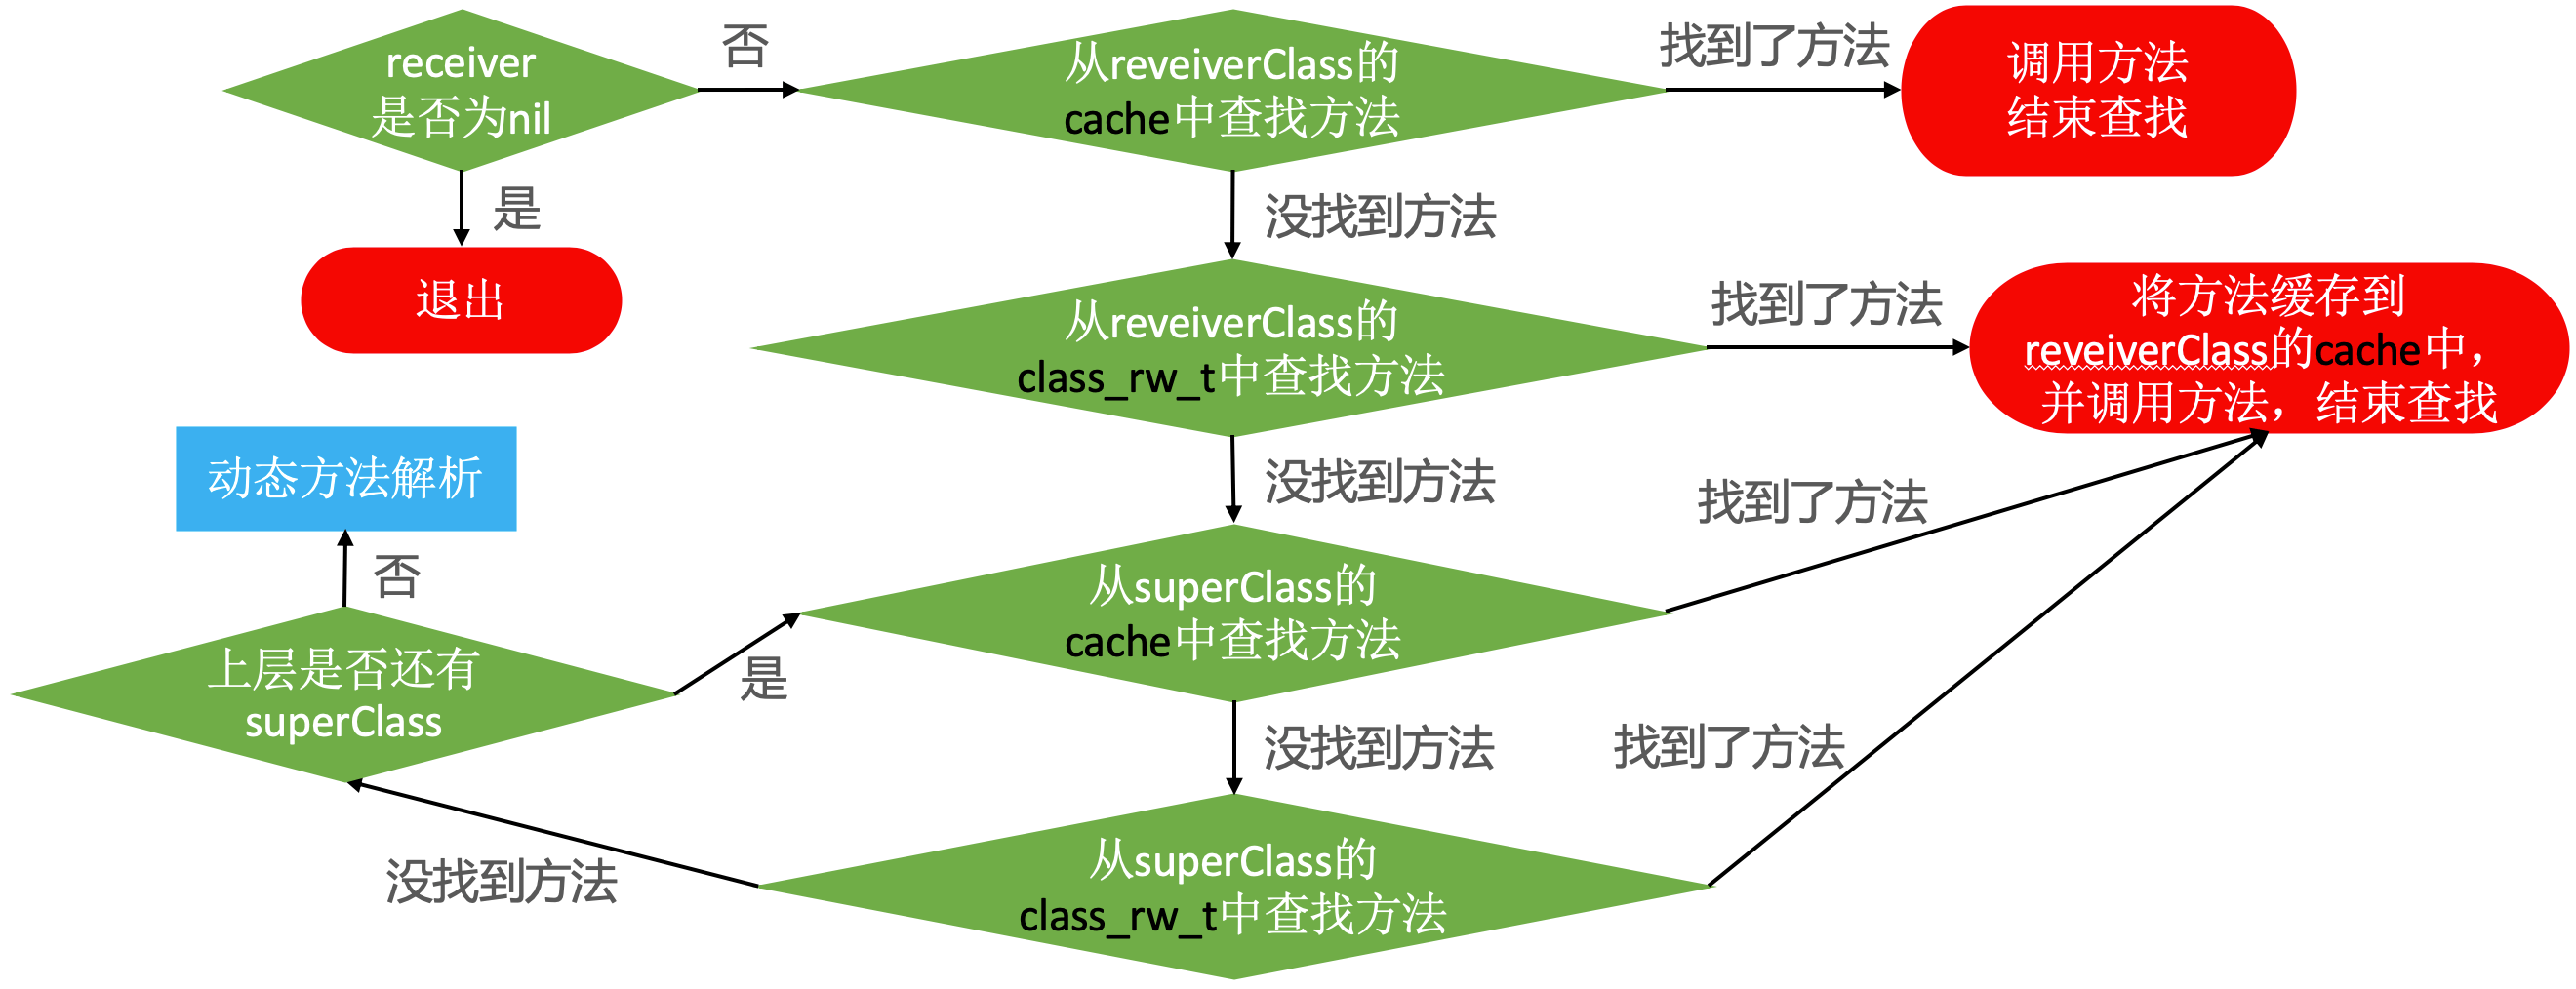 receiver
是否为nil
否
从reveiverClass的
cache中查找方法
找到了方法
调用方法
结束查找
是
退出
没找到方法
从reveiverClass的
class_rw_t中查找方法
找到了方法
将方法缓存到
reveiverClass的cache中，
并调用方法，结束查找
动态方法解析
没找到方法
找到了方法
否
从superClass的
cache中查找方法
上层是否还有
superClass
是
没找到方法
找到了方法
没找到方法
从superClass的
class_rw_t中查找方法